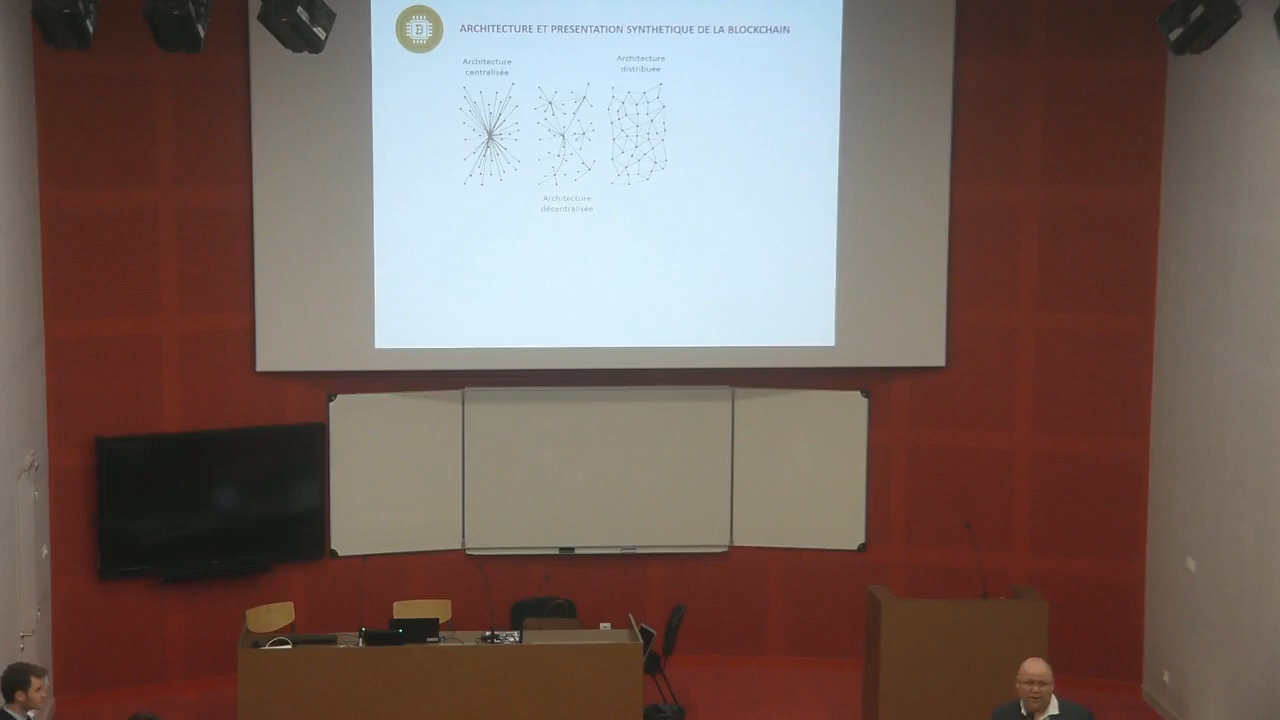 ARCHITECTURE ET PRESENTATION SYNTHETIQUE DE LA BLOCKCHAIN
Architecture
centralisée
Architecture
distribuée
Architecture
décentralisée